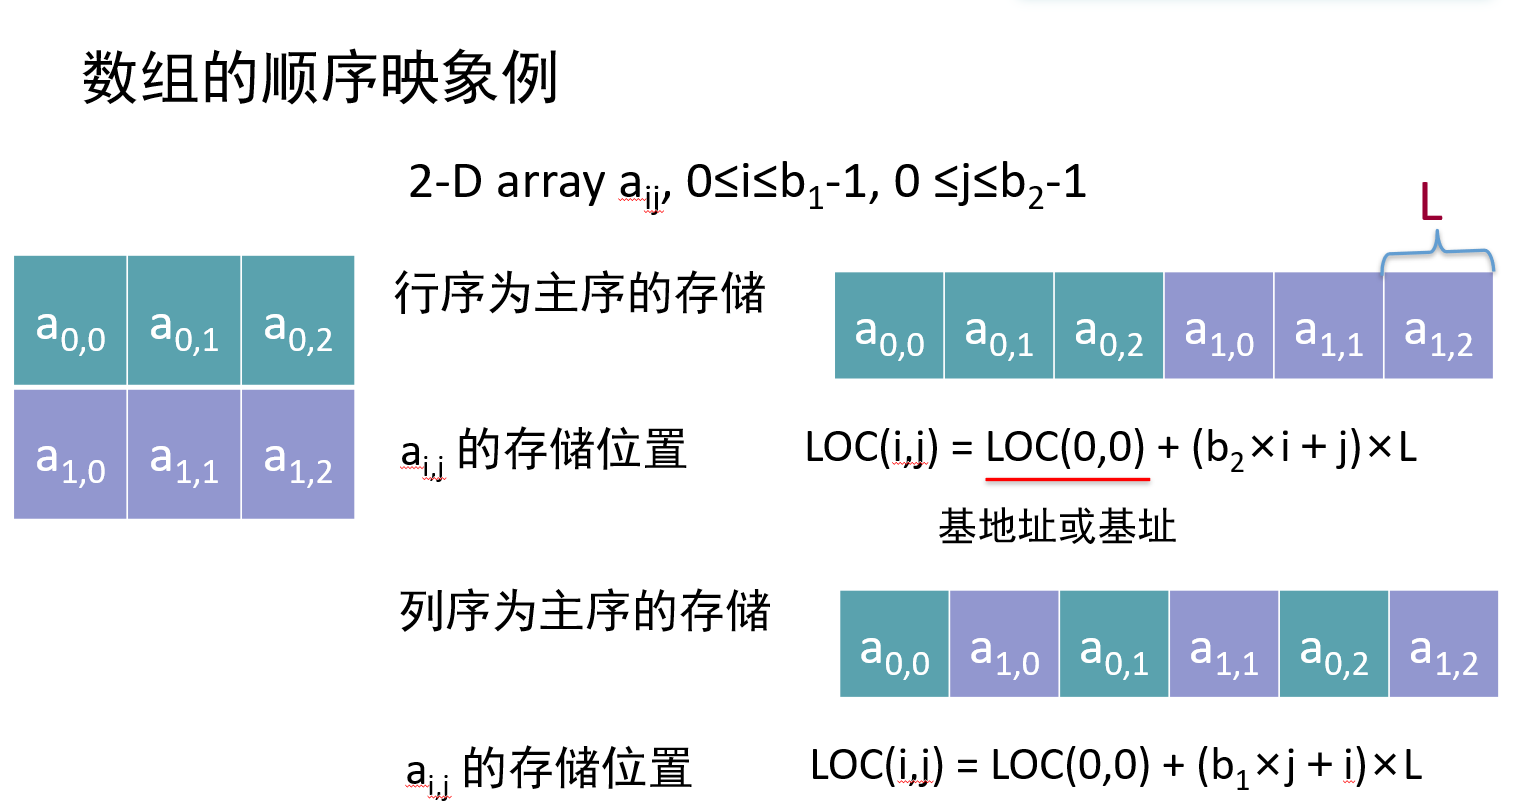 数组的顺序映象例
2-D array aij, 0≤i≤b1-1, 0 ≤j≤b2-1
L
a0,0 a0,1 a0,2
a1,0 a1,1 a1,2
行序为主序的存储
a0,0 a0,1 a0,2 a1,0 a1,1 a1,2
ai,j 的存储位置
LOC(i,j) = LOC(0,0) + (b2×i + j)×L
基地址或基址
列序为主序的存储
a0,0 a1,0 a0,1 a1,1 a0,2 a1,2
ai,j 的存储位置
LOC(i,j) = LOC(0,0) + (b1×j + i)×L